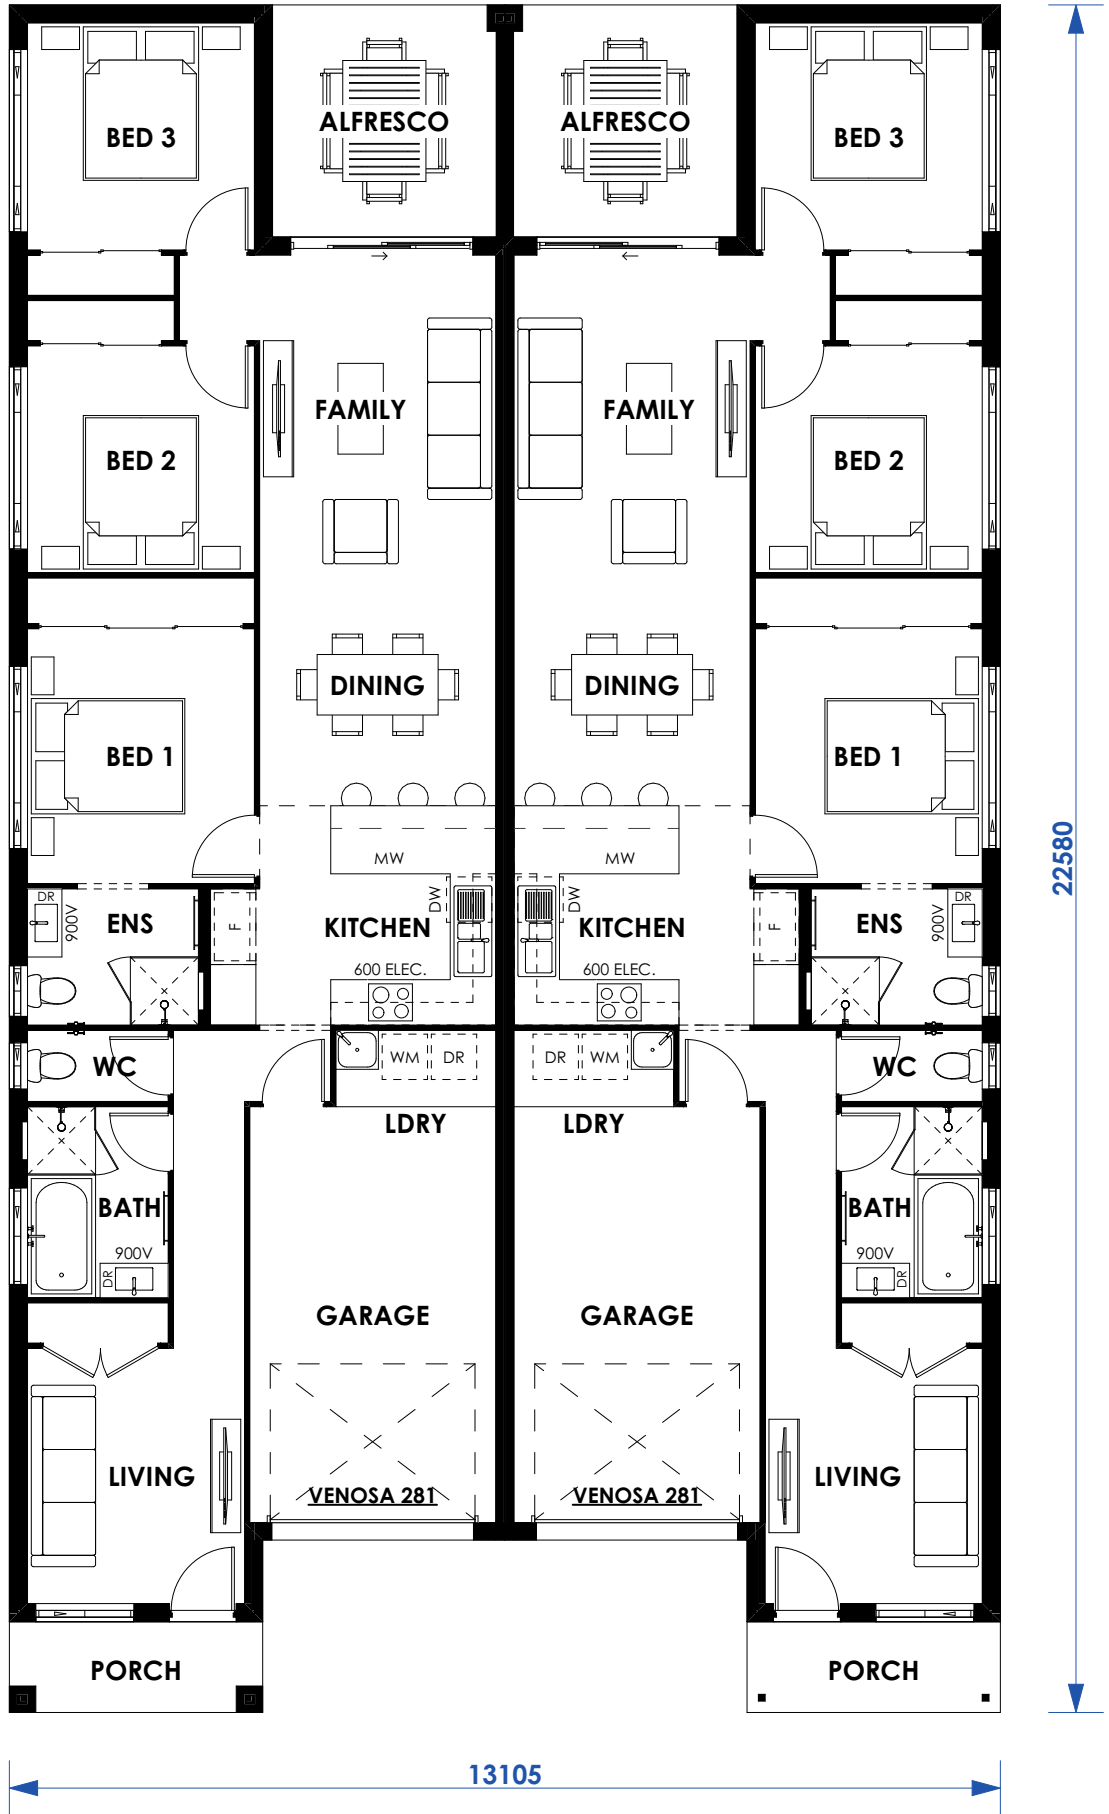 ALFRESCO ALFRESCO
BED 3 BED 3
FAMILY FAMILY
BED 2 BED 2
DINING DINING
BED 1 BED 1
22580
MW MW
DR DW DW DR
900V ENS F KITCHEN KITCHEN F ENS 900V
600 ELEC. 600 ELEC.
WC WM DR DR WM WC
LDRY LDRY
BATH BATH
900V 900V
DR DR
GARAGE GARAGE
LIVING LIVING
VENOSA 281 VENOSA 281
PORCH PORCH
13105